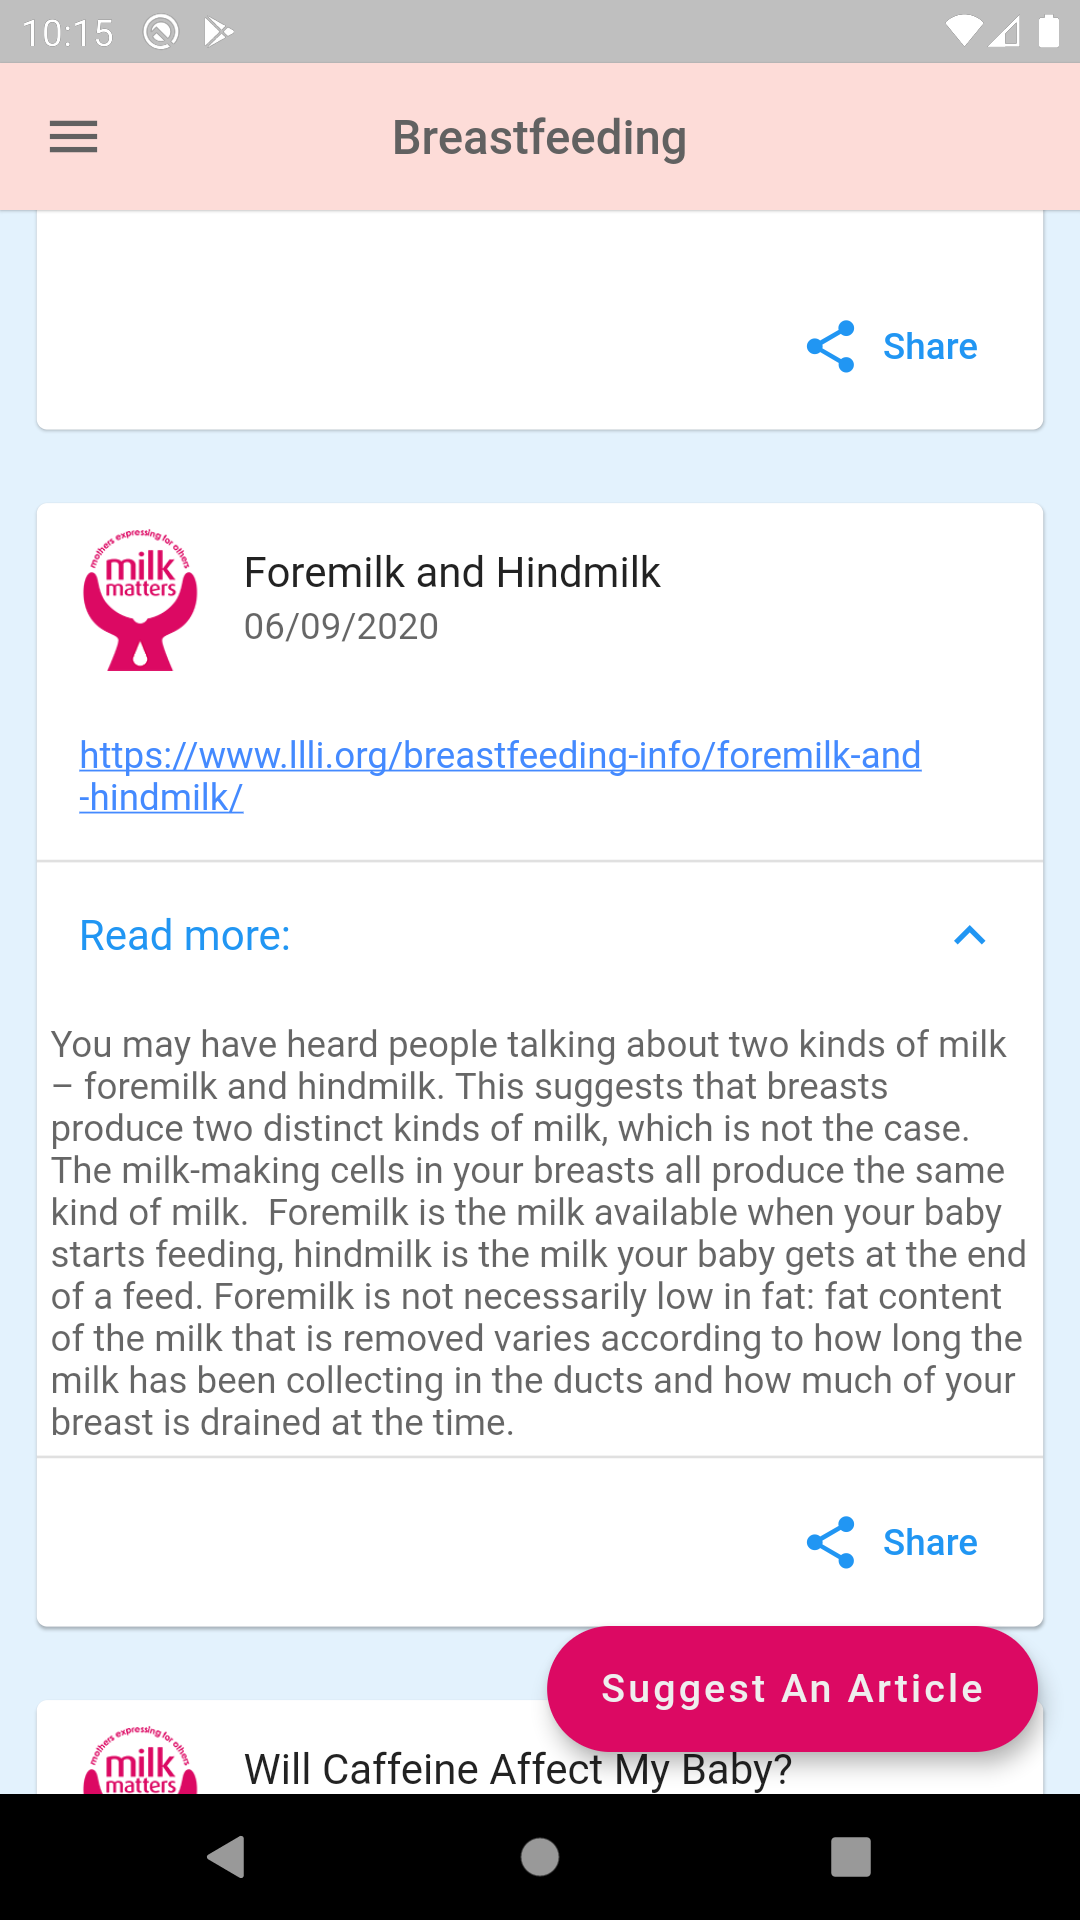 10:15
Breastfeeding
Share
mothers expressing for others
milk
matters
Foremilk and Hindmilk
06/09/2020
https://www.llli.org/breastfeeding-info/foremilk-and
-hindmilk/
Read more:
You may have heard people talking about two kinds of milk
– foremilk and hindmilk. This suggests that breasts
produce two distinct kinds of milk, which is not the case.
The milk-making cells in your breasts all produce the same
kind of milk.  Foremilk is the milk available when your baby
starts feeding, hindmilk is the milk your baby gets at the end
of a feed. Foremilk is not necessarily low in fat: fat content
of the milk that is removed varies according to how long the
milk has been collecting in the ducts and how much of your
breast is drained at the time.
Share
Suggest An Article
mothers expressing for others
milk
matters
Will Caffeine Affect My Baby?